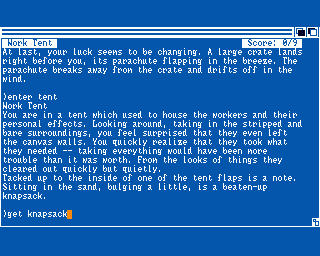 Work Tent Score: 0/9
At last, your luck seems to be changing. A large crate lands
right before you, its parachute flapping in the breeze. The
parachute breaks away from the crate and drifts off in the
wind.
>enter tent
Work Tent
You are in a tent which used to house the workers and their
personal effects. Looking around, taking in the stripped and
bare surroundings, you feel surprised that they even left
the canvas walls. You quickly realize that they took what
they needed -- taking everything would have been more
trouble than it was worth. From the looks of things they
cleared out quickly but quietly.
Tacked up to the inside of one of the tent flaps is a note.
Sitting in the sand, bulging a little, is a beaten-up
knapsack.
>get knapsack